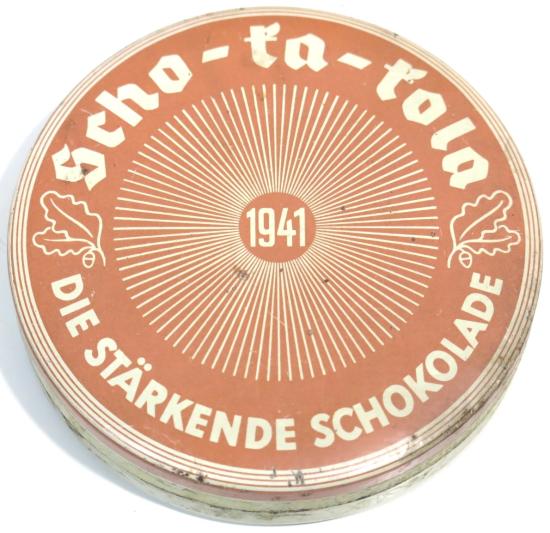 Scho-ka-kola
1941
DIE STÄRKENDE SCHOKOLADE